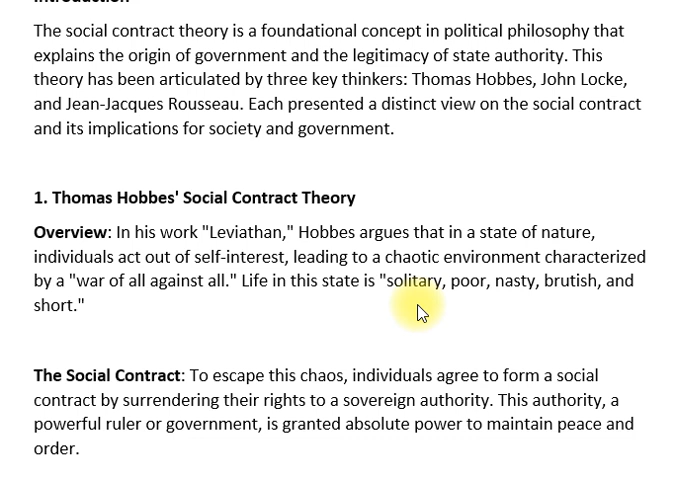 Introduction
The social contract theory is a foundational concept in political philosophy that
explains the origin of government and the legitimacy of state authority. This
theory has been articulated by three key thinkers: Thomas Hobbes, John Locke,
and Jean-Jacques Rousseau. Each presented a distinct view on the social contract
and its implications for society and government.
1. Thomas Hobbes' Social Contract Theory
Overview: In his work "Leviathan," Hobbes argues that in a state of nature,
individuals act out of self-interest, leading to a chaotic environment characterized
by a "war of all against all." Life in this state is "solitary, poor, nasty, brutish, and
short."
The Social Contract: To escape this chaos, individuals agree to form a social
contract by surrendering their rights to a sovereign authority. This authority, a
powerful ruler or government, is granted absolute power to maintain peace and
order.